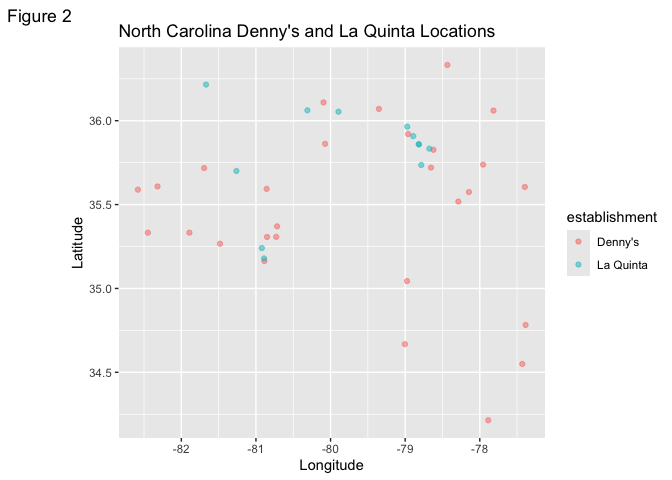 Figure 2
North Carolina Denny's and La Quinta Locations
36.0
35.5
35.0
34.5
Latitude
-82 -81 -80 -79 -78
Longitude
establishment
Denny's
La Quinta